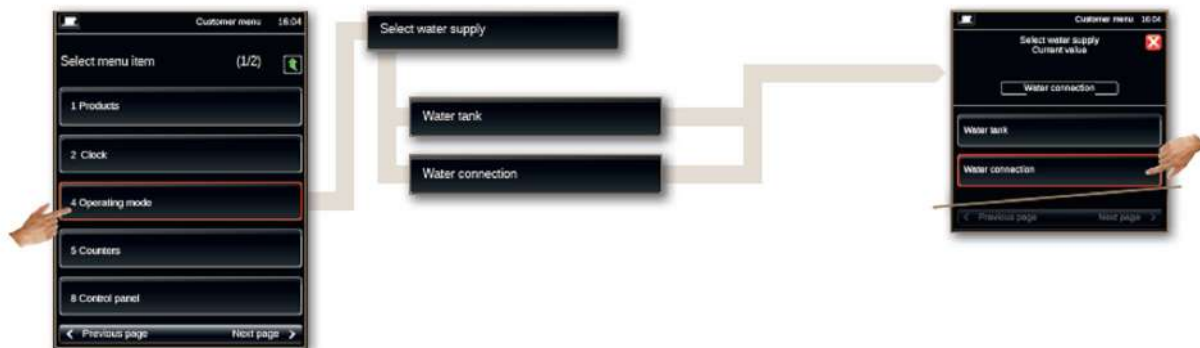 Customer menu 16:04
Select menu item (1/2)
1 Products
2 Clock
4 Operating mode
5 Counters
8 Control panel
Previous page Next page
Select water supply
Water tank
Water connection
Customer menu 16:04
Select water supply
Current value
Water connection
Water tank
Water connection
Previous page Next page